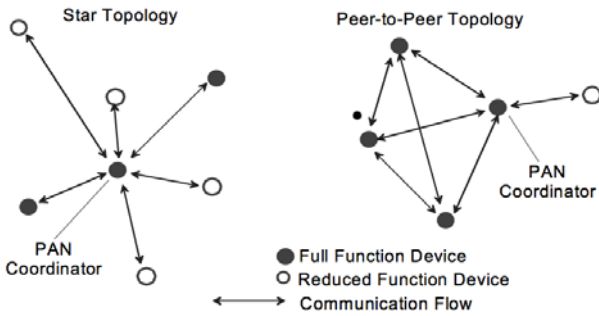 Star Topology
Peer-to-Peer Topology
PAN
Coordinator
PAN
Coordinator
Full Function Device
Reduced Function Device
Communication Flow